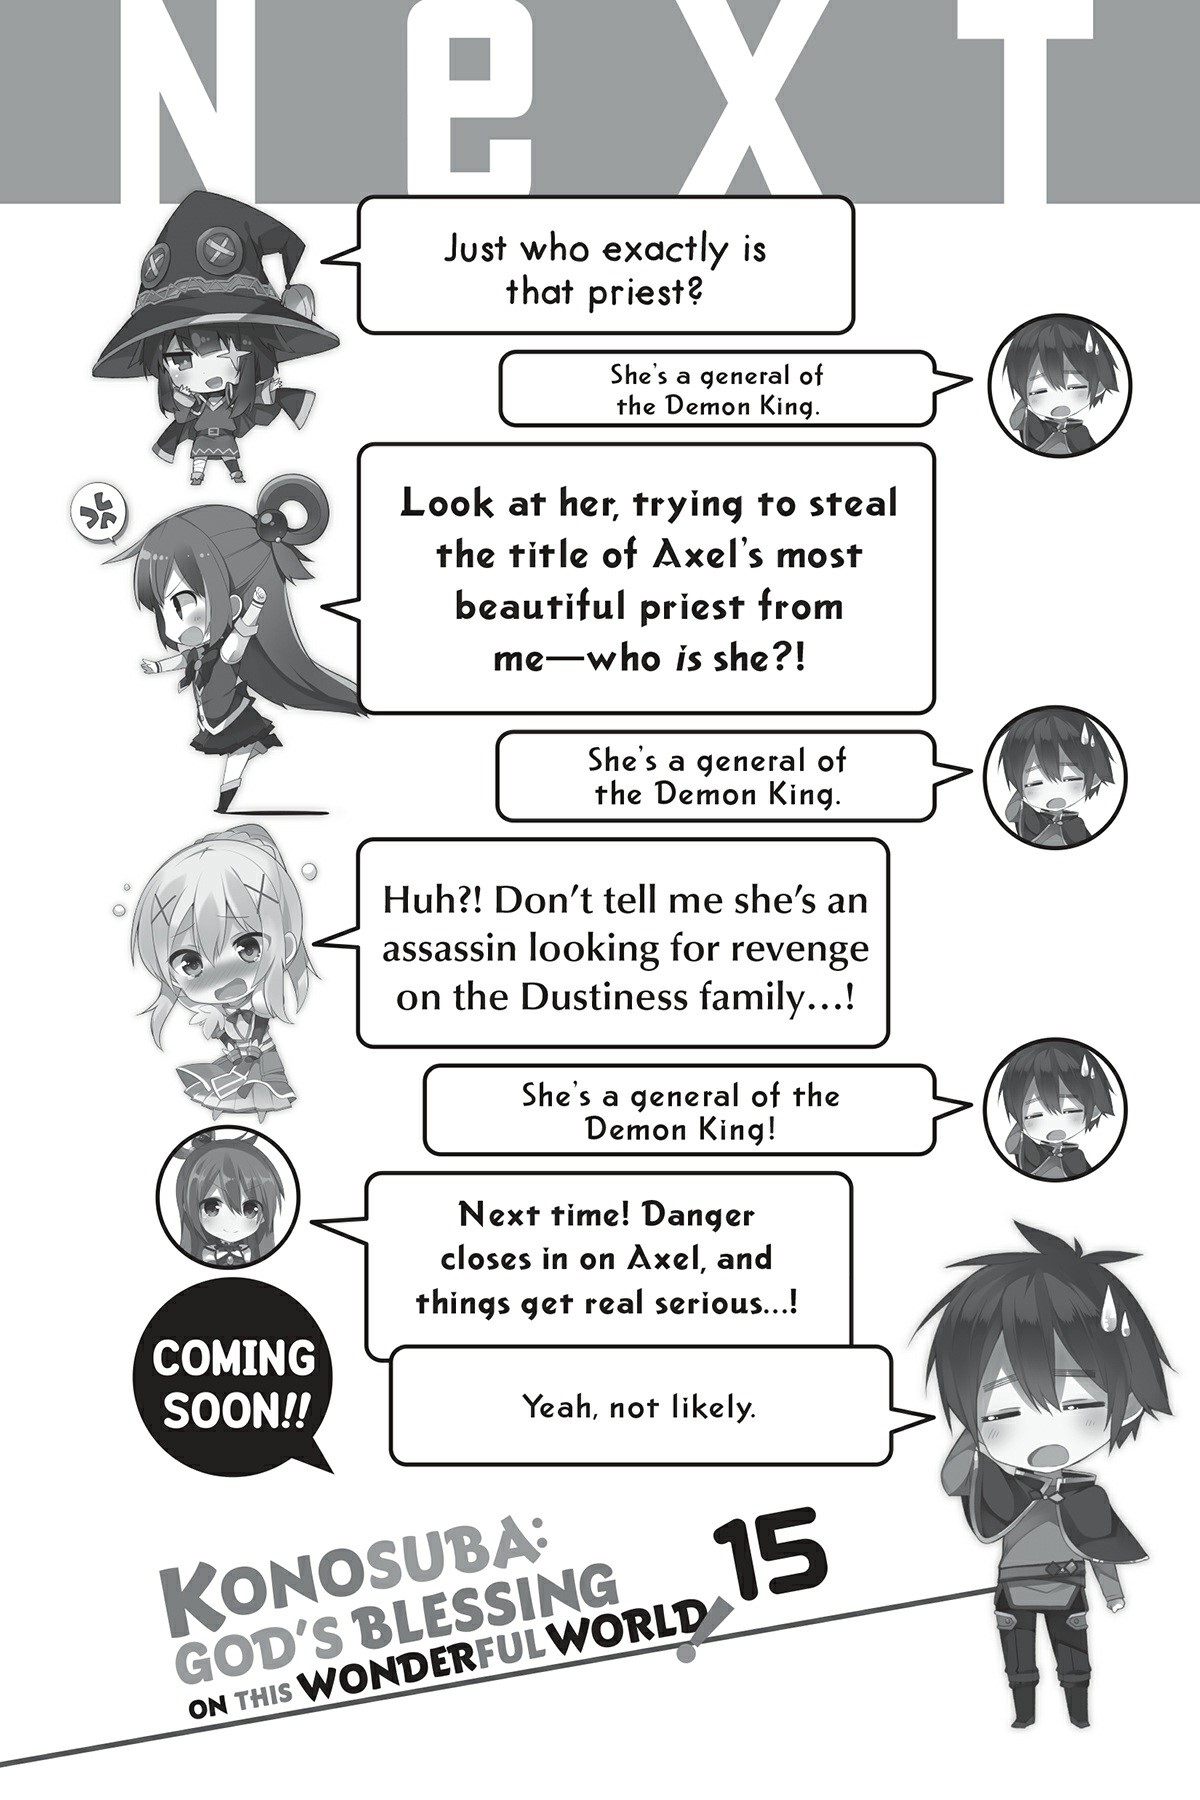 NeXT
Just who exactly is
that priest?
She's a general of
the Demon King.
Look at her, trying to steal
the title of Axel's most
beautiful priest from
me—who is she?!
She's a general of
the Demon King.
Huh?! Don't tell me she's an
assassin looking for revenge
on the Dustiness family...!
She's a general of the
Demon King!
Next time! Danger
closes in on Axel, and
things get real serious...!
COMING
SOON!!
Yeah, not likely.
KONOSUBA:
GOD'S BLESSING
ON THIS WONDERFUL WORLD!
15